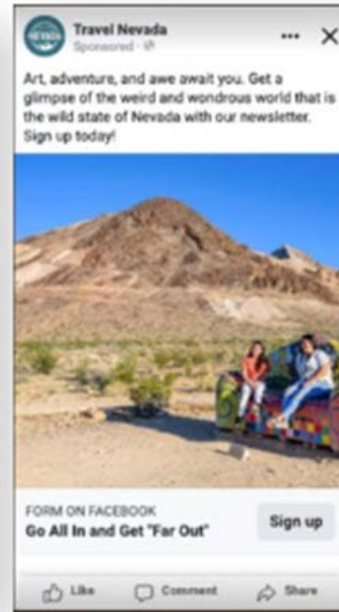 Travel Nevada
Sponsored ·
Art, adventure, and awe await you. Get a
glimpse of the weird and wondrous world that is
the wild state of Nevada with our newsletter.
Sign up today!
FORM ON FACEBOOK
Go All In and Get "Far Out"
Sign up
Like
Comment
Share